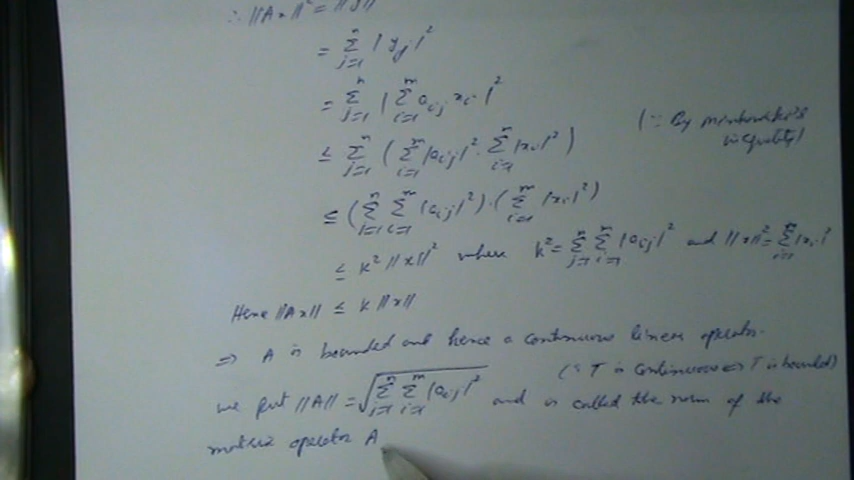 ∴ ||Ax||² = ||y||
= Σ_{j=1}^{n} |y_j|²
= Σ_{j=1}^{n} |Σ_{i=1}^{m} a_{ij} x_i|²
≤ Σ_{j=1}^{n} (Σ_{i=1}^{m} |a_{ij}|² · Σ_{i=1}^{n} |x_i|²) (∵ By Minkowski's inequality)
≤ (Σ_{j=1}^{n} Σ_{i=1}^{m} |a_{ij}|²) · (Σ_{i=1}^{m} |x_i|²)
≤ K² ||x||² where K² = Σ_{j=1}^{n} Σ_{i=1}^{m} |a_{ij}|² and ||x||² = Σ_{i=1}^{m} |x_i|²
Hence ||Ax|| ≤ K ||x||
⇒ A is bounded and hence a continuous linear operator.
(∵ T is continuous ⇔ T is bounded)
we put ||A|| = √(Σ_{j=1}^{n} Σ_{i=1}^{m} |a_{ij}|²) and is called the norm of the
matrix operator A